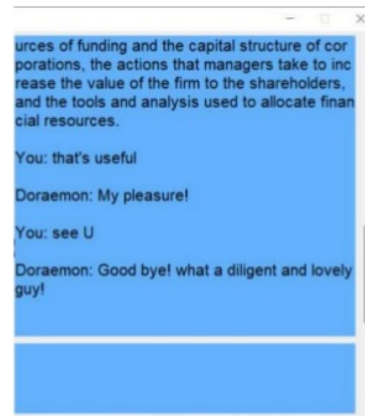 urces of funding and the capital structure of cor
porations, the actions that managers take to inc
rease the value of the firm to the shareholders,
and the tools and analysis used to allocate finan
cial resources.
You: that's useful
Doraemon: My pleasure!
You: see U
Doraemon: Good bye! what a diligent and lovely
guy!